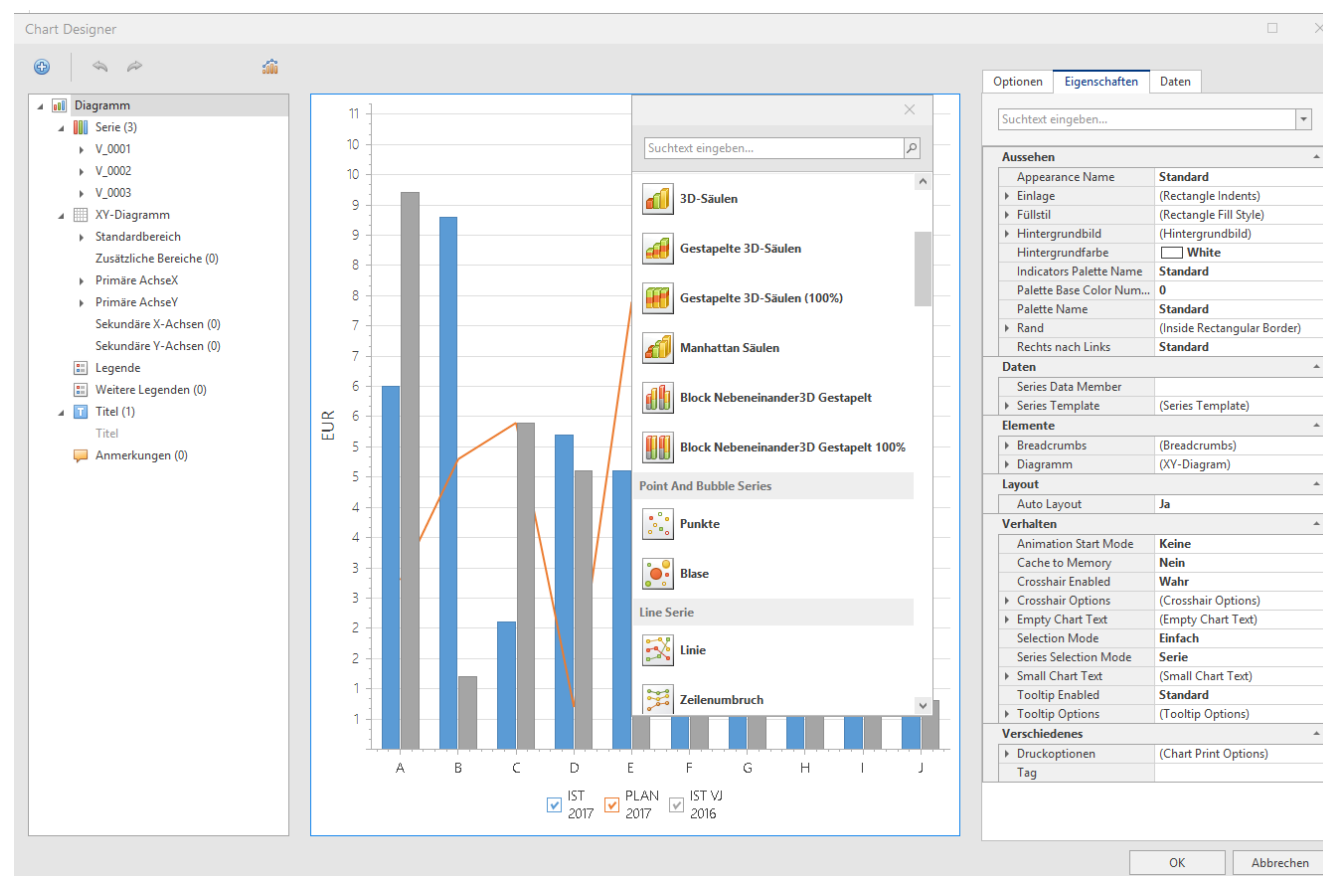 Chart Designer
Diagramm
Serie (3)
V_0001
V_0002
V_0003
XY-Diagramm
Standardbereich
Zusätzliche Bereiche (0)
Primäre AchseX
Primäre AchseY
Sekundäre X-Achsen (0)
Sekundäre Y-Achsen (0)
Legende
Weitere Legenden (0)
Titel (1)
Titel
Anmerkungen (0)
EUR
11
10
10
9
9
8
8
7
7
6
6
5
5
4
4
3
3
2
2
1
1
A B C D E F G H I J
IST 2017
PLAN 2017
IST VJ 2016
Suchtext eingeben...
3D-Säulen
Gestapelte 3D-Säulen
Gestapelte 3D-Säulen (100%)
Manhattan Säulen
Block Nebeneinander3D Gestapelt
Block Nebeneinander3D Gestapelt 100%
Point And Bubble Series
Punkte
Blase
Line Serie
Linie
Zeilenumbruch
Optionen Eigenschaften Daten
Suchtext eingeben...
Aussehen
Appearance Name Standard
Einlage (Rectangle Indents)
Füllstil (Rectangle Fill Style)
Hintergrundbild (Hintergrundbild)
Hintergrundfarbe White
Indicators Palette Name Standard
Palette Base Color Num... 0
Palette Name Standard
Rand (Inside Rectangular Border)
Rechts nach Links Standard
Daten
Series Data Member
Series Template (Series Template)
Elemente
Breadcrumbs (Breadcrumbs)
Diagramm (XY-Diagram)
Layout
Auto Layout Ja
Verhalten
Animation Start Mode Keine
Cache to Memory Nein
Crosshair Enabled Wahr
Crosshair Options (Crosshair Options)
Empty Chart Text (Empty Chart Text)
Selection Mode Einfach
Series Selection Mode Serie
Small Chart Text (Small Chart Text)
Tooltip Enabled Standard
Tooltip Options (Tooltip Options)
Verschiedenes
Druckoptionen (Chart Print Options)
Tag
OK Abbrechen